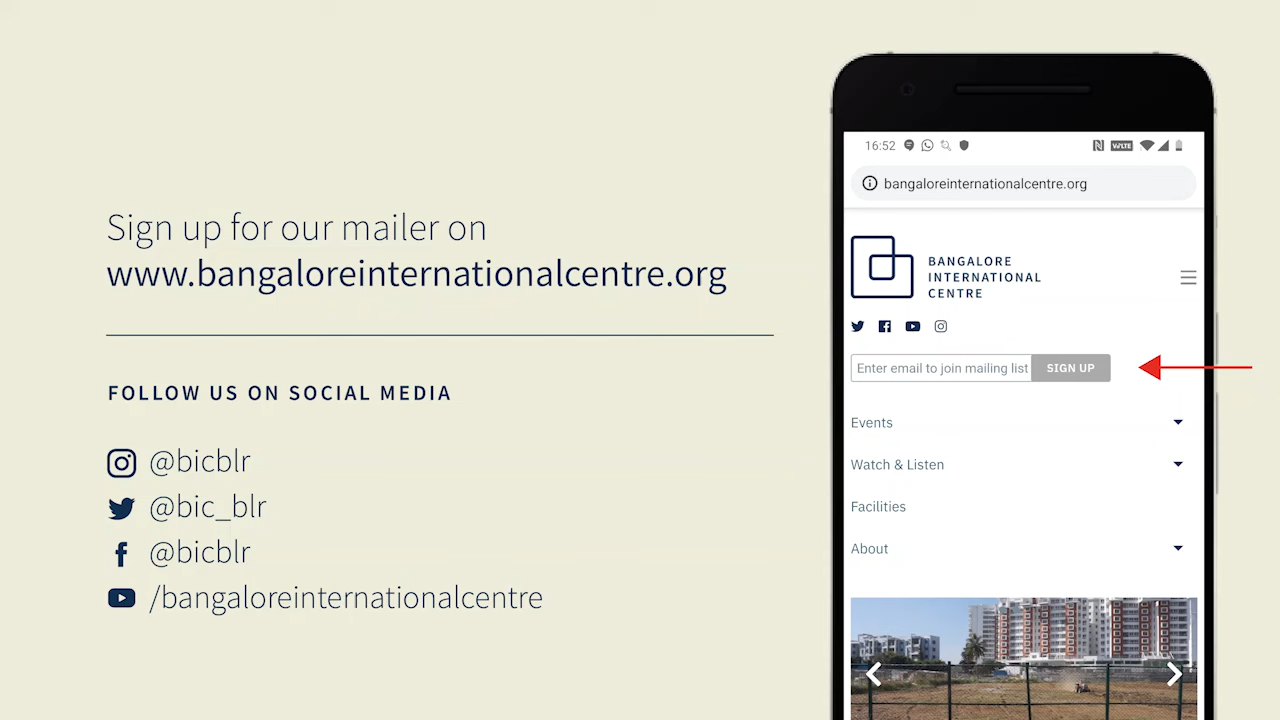 Sign up for our mailer on
www.bangaloreinternationalcentre.org
FOLLOW US ON SOCIAL MEDIA
@bicblr
@bic_blr
@bicblr
/bangaloreinternationalcentre
16:52
VoLTE
bangaloreinternationalcentre.org
BANGALORE
INTERNATIONAL
CENTRE
Enter email to join mailing list
SIGN UP
Events
Watch & Listen
Facilities
About